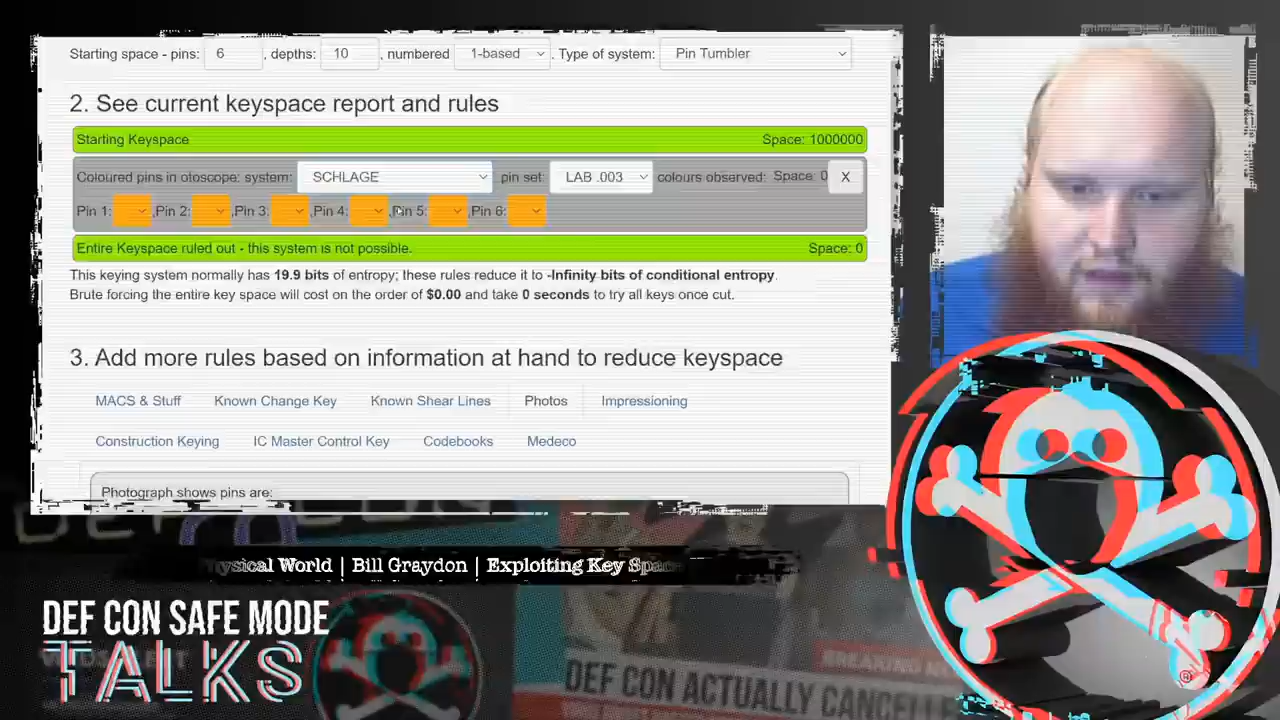 Starting space - pins: 6 , depths: 10 , numbered 1-based . Type of system: Pin Tumbler
2. See current keyspace report and rules
Starting Keyspace Space: 1000000
Coloured pins in otoscope: system: SCHLAGE pin set: LAB .003 colours observed: Space: 0 X
Pin 1: ,Pin 2: ,Pin 3: ,Pin 4: ,Pin 5: ,Pin 6:
Entire Keyspace ruled out - this system is not possible. Space: 0
This keying system normally has 19.9 bits of entropy; these rules reduce it to -Infinity bits of conditional entropy.
Brute forcing the entire key space will cost on the order of $0.00 and take 0 seconds to try all keys once cut.
3. Add more rules based on information at hand to reduce keyspace
MACS & Stuff Known Change Key Known Shear Lines Photos Impressioning
Construction Keying IC Master Control Key Codebooks Medeco
Photograph shows pins are:
ysical World | Bill Graydon | Exploiting Key Space
DEF CON SAFE MODE
TALKS
BREAKING
DEF CON ACTUALLY CANCELLE